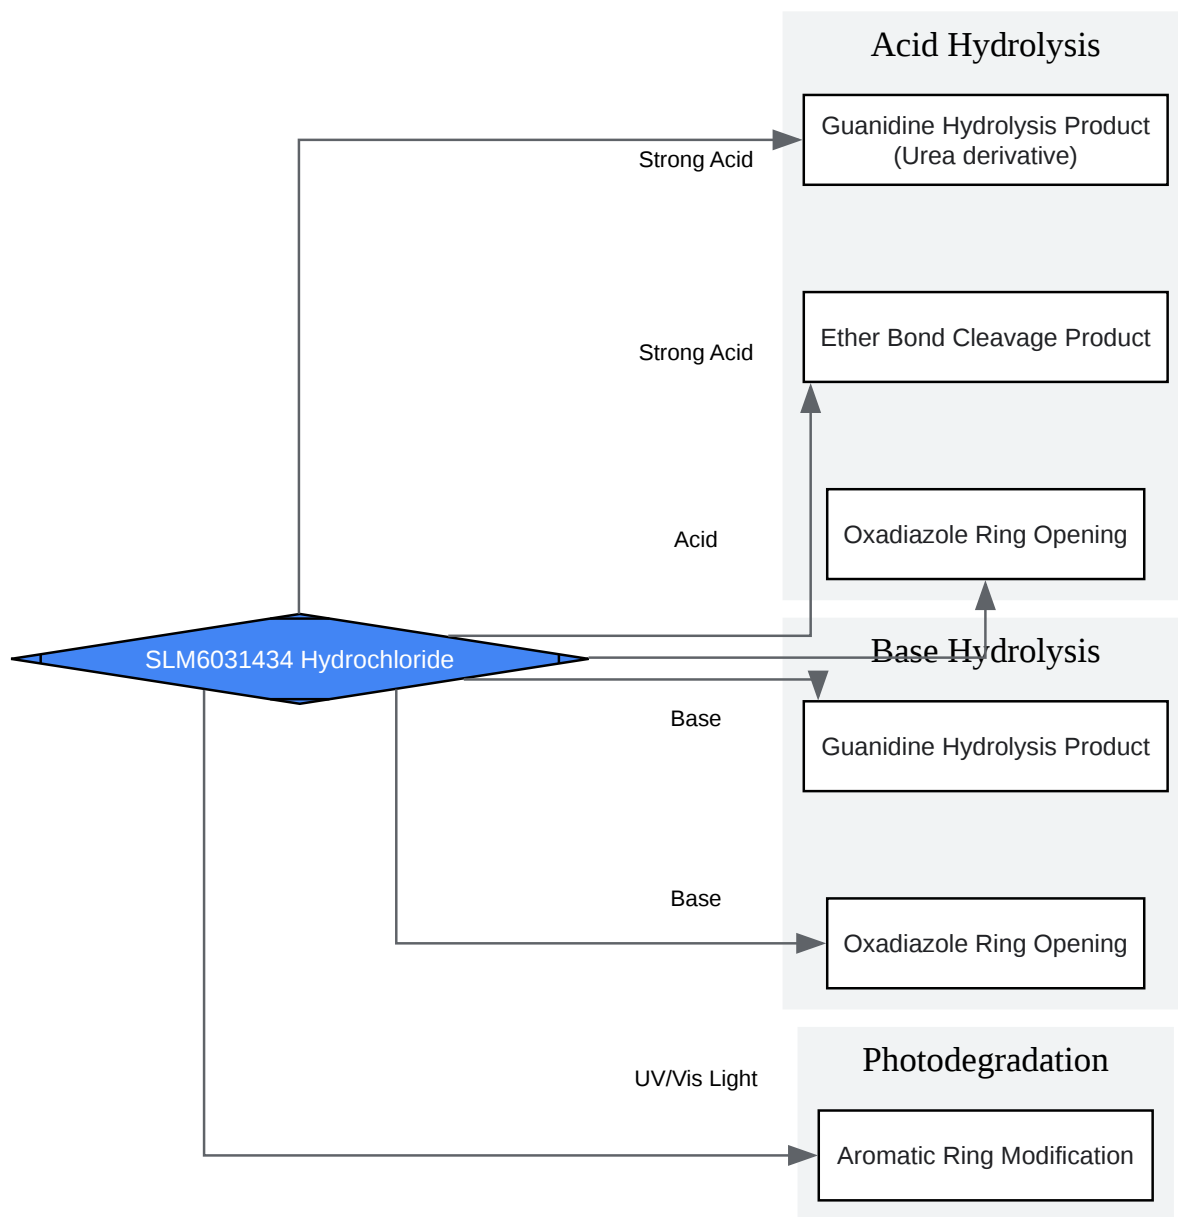 Acid Hydrolysis
Strong Acid
Guanidine Hydrolysis Product
(Urea derivative)
Strong Acid
Ether Bond Cleavage Product
Acid
Oxadiazole Ring Opening
SLM6031434 Hydrochloride
Base Hydrolysis
Base
Guanidine Hydrolysis Product
Base
Oxadiazole Ring Opening
Photodegradation
UV/Vis Light
Aromatic Ring Modification